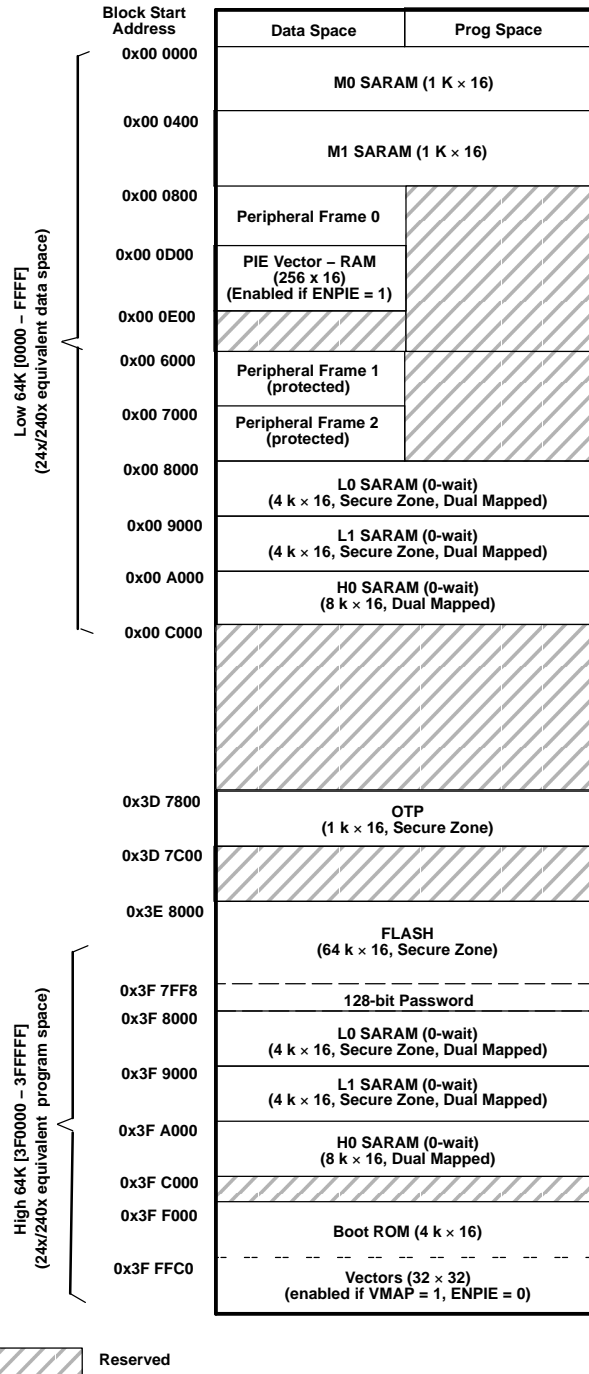 Block Start
Address
Data Space
Prog Space
0x00 0000
M0 SARAM (1 K × 16)
0x00 0400
M1 SARAM (1 K × 16)
0x00 0800
Peripheral Frame 0
0x00 0D00
PIE Vector – RAM
(256 x 16)
(Enabled if ENPIE = 1)
0x00 0E00
Low 64K [0000 – FFFF]
(24x/240x equivalent data space)
0x00 6000
Peripheral Frame 1
(protected)
0x00 7000
Peripheral Frame 2
(protected)
0x00 8000
L0 SARAM (0-wait)
(4 k × 16, Secure Zone, Dual Mapped)
0x00 9000
L1 SARAM (0-wait)
(4 k × 16, Secure Zone, Dual Mapped)
0x00 A000
H0 SARAM (0-wait)
(8 k × 16, Dual Mapped)
0x00 C000
0x3D 7800
OTP
(1 k × 16, Secure Zone)
0x3D 7C00
0x3E 8000
FLASH
(64 k × 16, Secure Zone)
0x3F 7FF8
128-bit Password
0x3F 8000
L0 SARAM (0-wait)
(4 k × 16, Secure Zone, Dual Mapped)
High 64K [3F0000 – 3FFFFF]
(24x/240x equivalent program space)
0x3F 9000
L1 SARAM (0-wait)
(4 k × 16, Secure Zone, Dual Mapped)
0x3F A000
H0 SARAM (0-wait)
(8 k × 16, Dual Mapped)
0x3F C000
0x3F F000
Boot ROM (4 k × 16)
0x3F FFC0
Vectors (32 × 32)
(enabled if VMAP = 1, ENPIE = 0)
Reserved